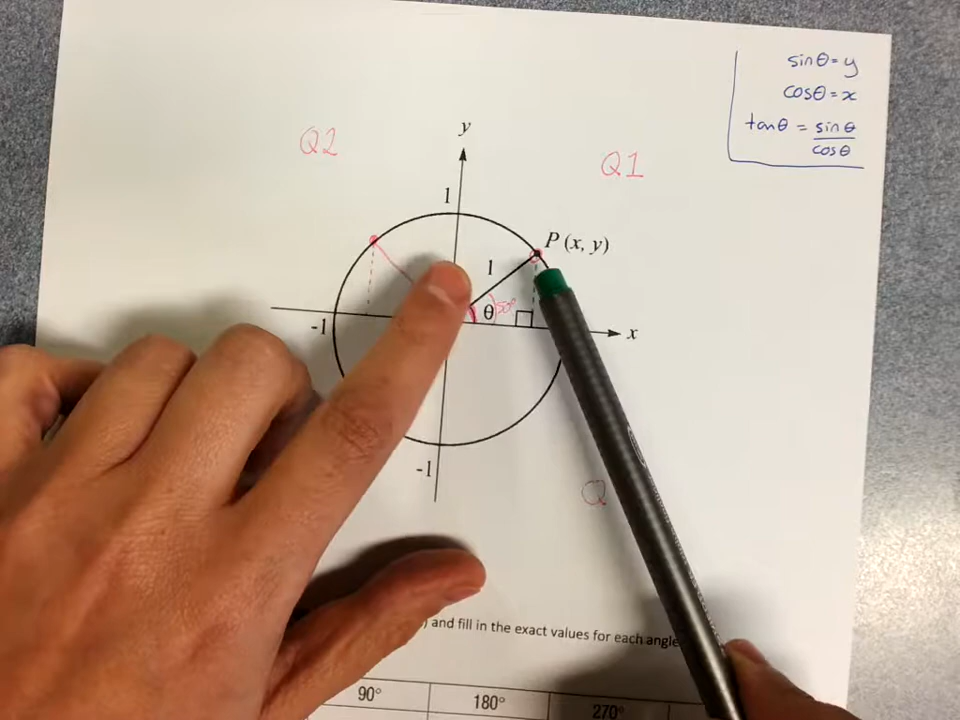 sinθ=y
cosθ=x
tanθ = sinθ
cosθ
Q2
Q1
y
1
P (x, y)
1
θ
50°
-1
x
-1
Q
) and fill in the exact values for each angle
90°
180°
270°